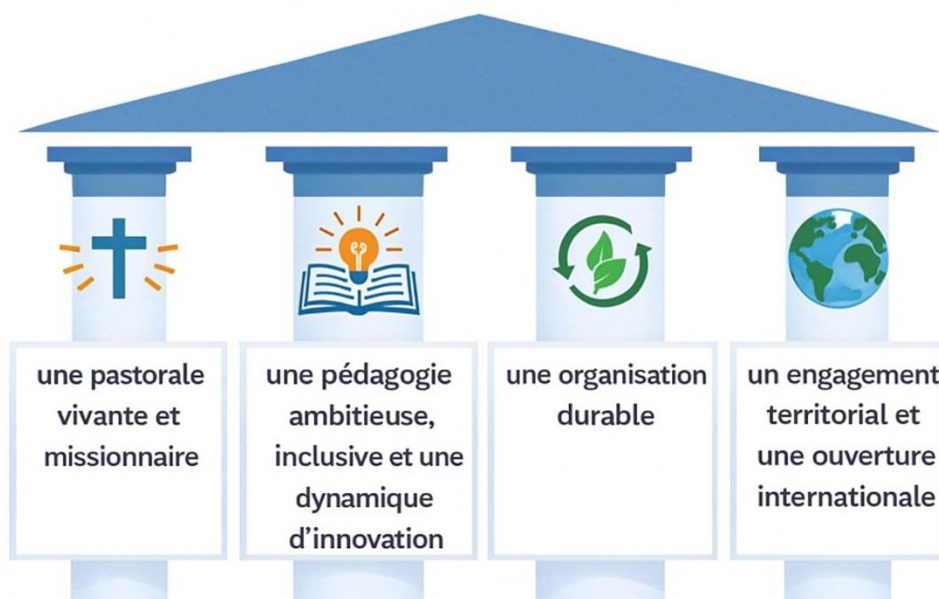 une pastorale
vivante et
missionnaire
une pédagogie
ambitieuse,
inclusive et une
dynamique
d'innovation
une organisation
durable
un engagement
territorial et
une ouverture
internationale